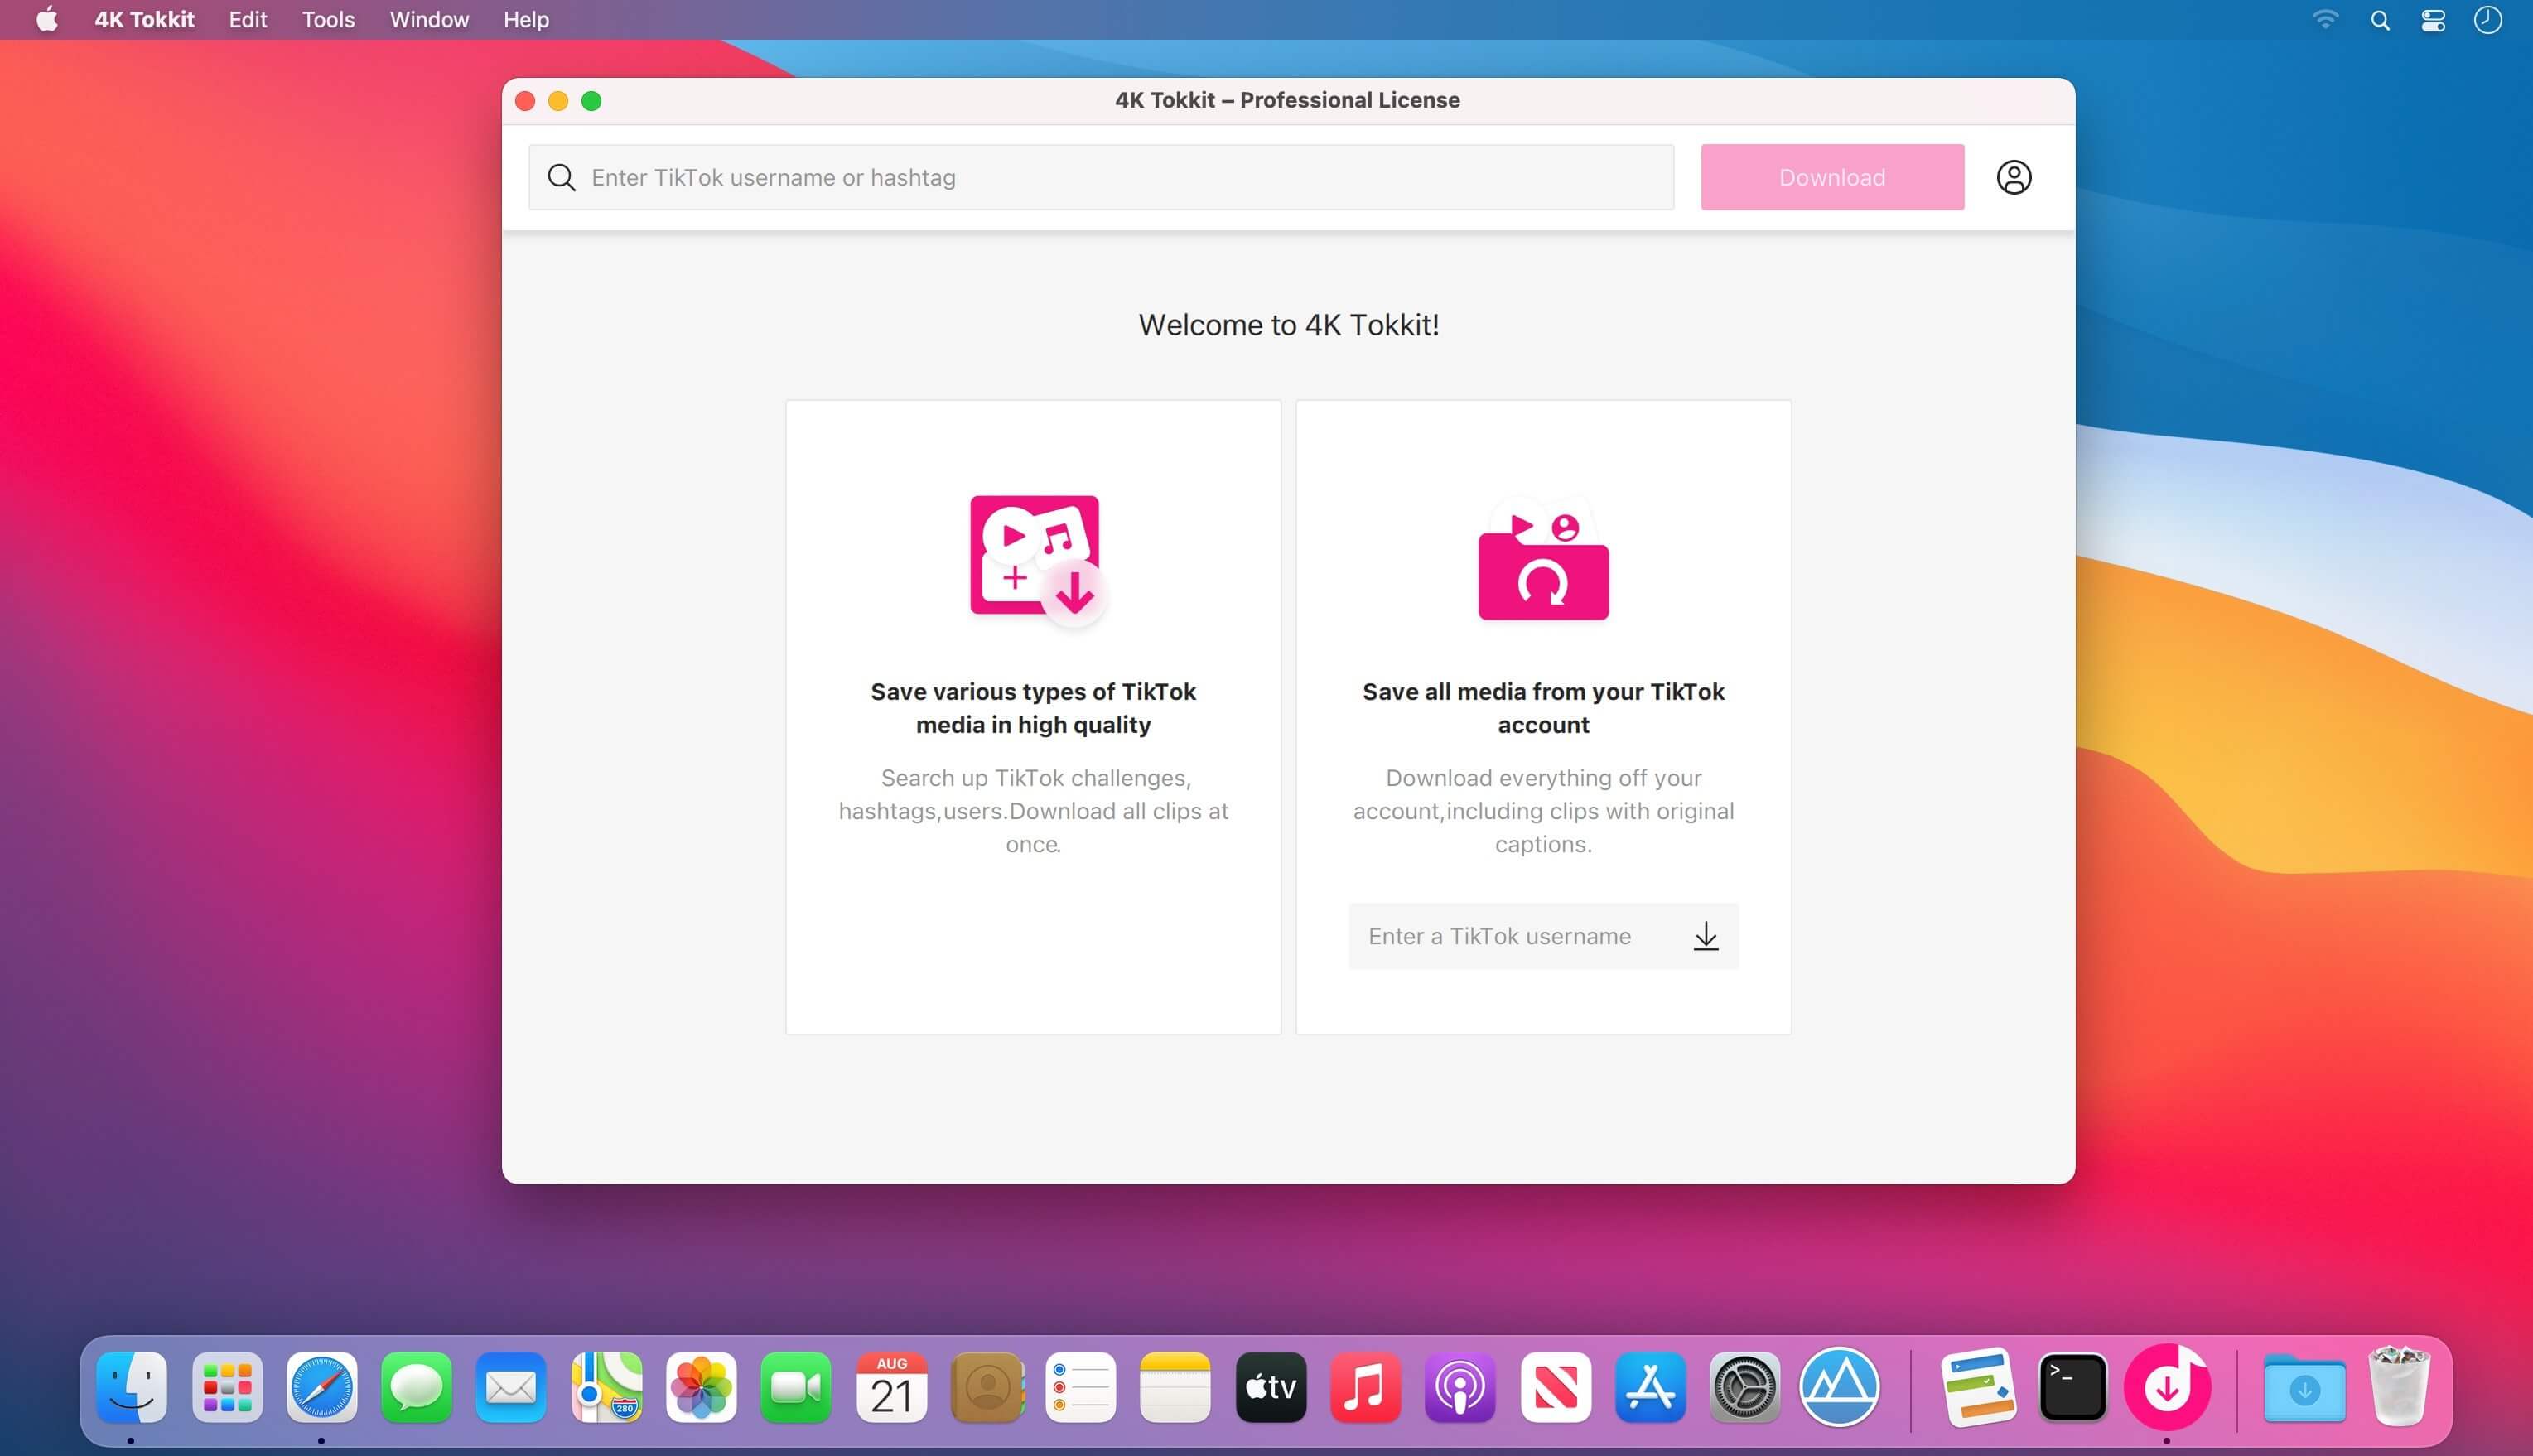 4K Tokkit Edit Tools Window Help
4K Tokkit – Professional License
Enter TikTok username or hashtag
Download
Welcome to 4K Tokkit!
Save various types of TikTok
media in high quality
Search up TikTok challenges,
hashtags,users.Download all clips at
once.
Save all media from your TikTok
account
Download everything off your
account,including clips with original
captions.
Enter a TikTok username
280
AUG
21
tv
>_